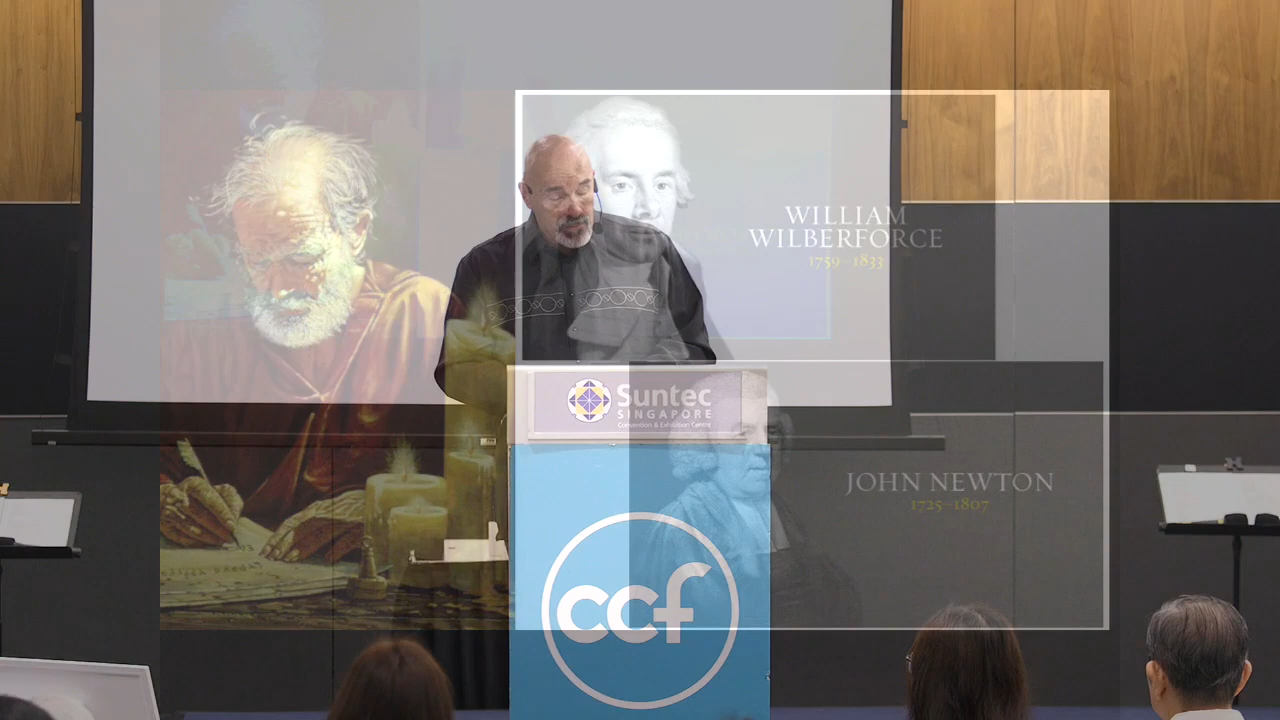 WILLIAM
WILBERFORCE
1759–1833
Suntec
SINGAPORE
Convention & Exhibition Centre
JOHN NEWTON
1725–1807
ccf